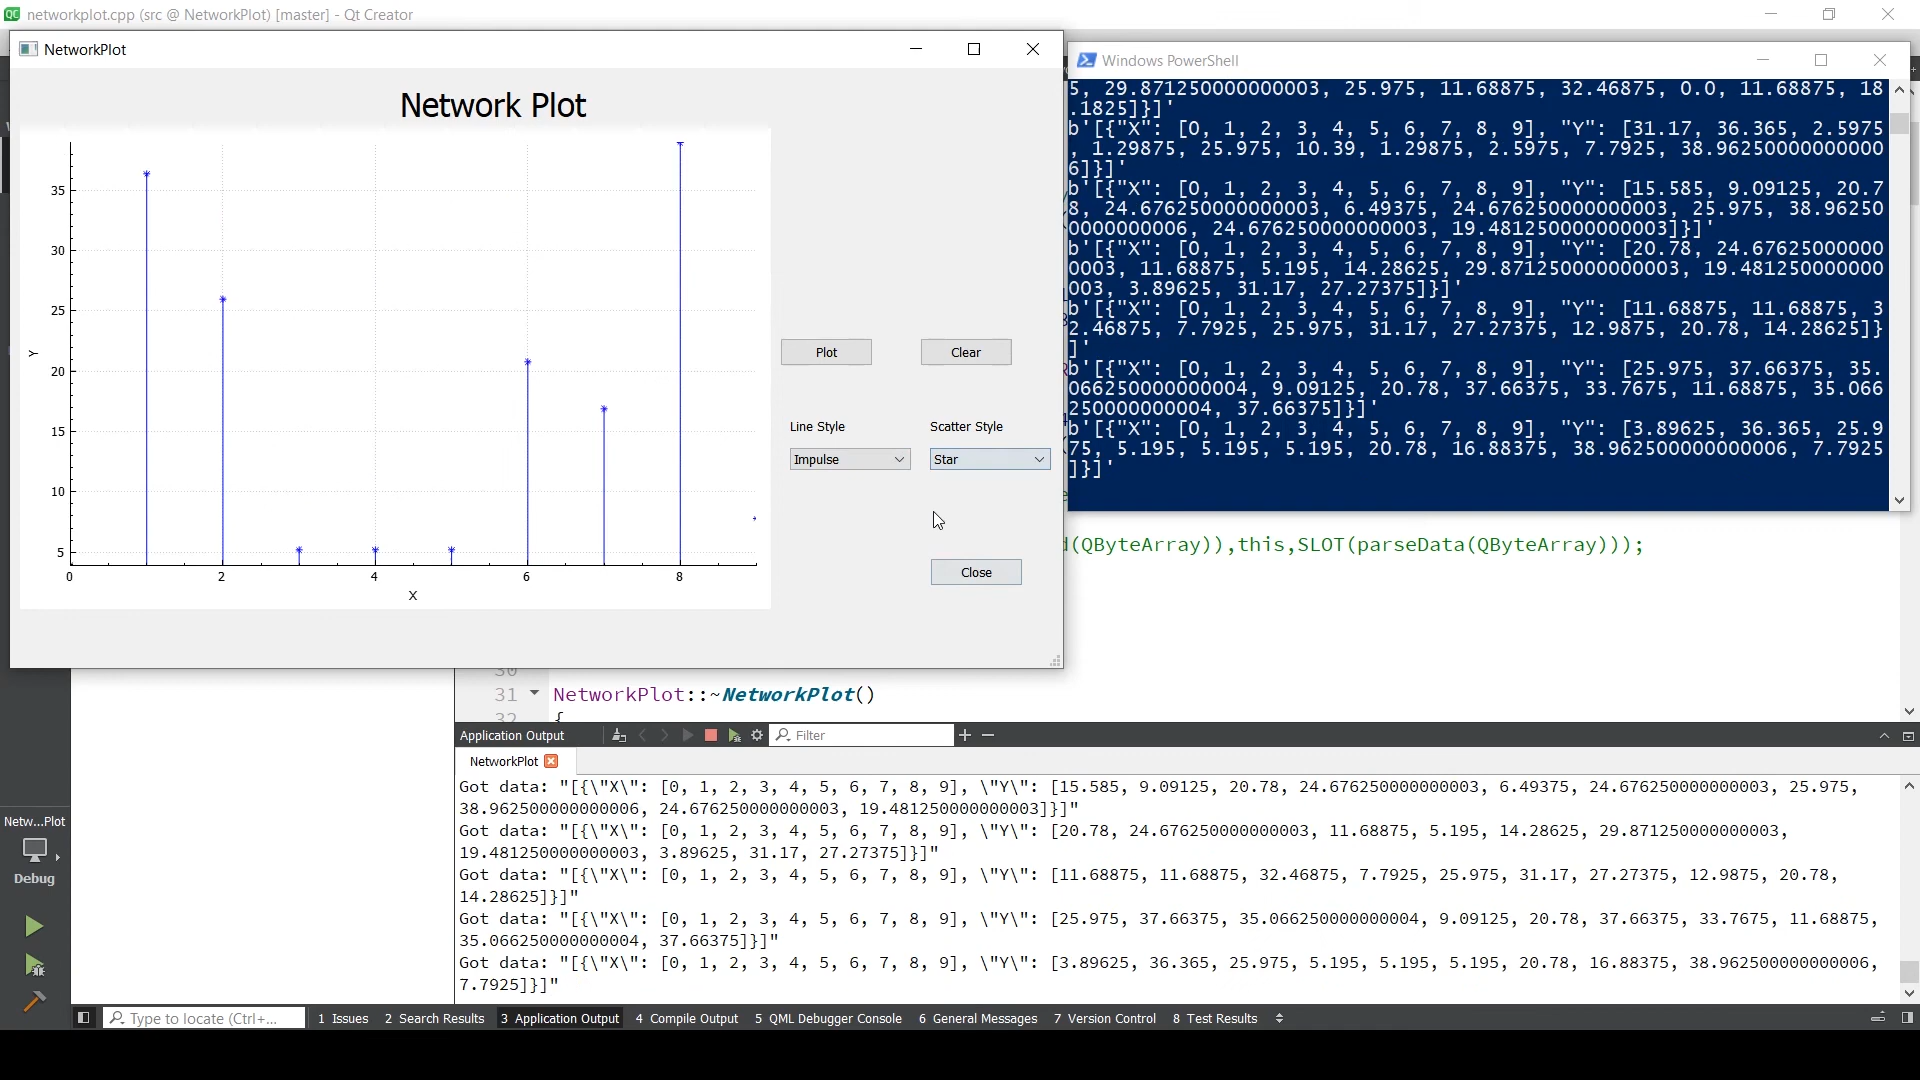 networkplot.cpp (src @ NetworkPlot) [master] - Qt Creator
NetworkPlot
Network Plot
35
30
25
20
15
10
5
Y
0
2
4
6
8
X
Plot
Clear
Line Style
Scatter Style
Impulse
Star
Close
Windows PowerShell
5, 29.871250000000003, 25.975, 11.68875, 32.46875, 0.0, 11.68875, 18
.1825]}]'
b'[{"X": [0, 1, 2, 3, 4, 5, 6, 7, 8, 9], "Y": [31.17, 36.365, 2.5975
, 1.29875, 25.975, 10.39, 1.29875, 2.5975, 7.7925, 38.96250000000000
6]}]'
b'[{"X": [0, 1, 2, 3, 4, 5, 6, 7, 8, 9], "Y": [15.585, 9.09125, 20.7
8, 24.676250000000003, 6.49375, 24.676250000000003, 25.975, 38.96250
0000000006, 24.676250000000003, 19.481250000000003]}]'
b'[{"X": [0, 1, 2, 3, 4, 5, 6, 7, 8, 9], "Y": [20.78, 24.67625000000
0003, 11.68875, 5.195, 14.28625, 29.871250000000003, 19.481250000000
003, 3.89625, 31.17, 27.27375]}]'
b'[{"X": [0, 1, 2, 3, 4, 5, 6, 7, 8, 9], "Y": [11.68875, 11.68875, 3
2.46875, 7.7925, 25.975, 31.17, 27.27375, 12.9875, 20.78, 14.28625]}
]'
b'[{"X": [0, 1, 2, 3, 4, 5, 6, 7, 8, 9], "Y": [25.975, 37.66375, 35.
066250000000004, 9.09125, 20.78, 37.66375, 33.7675, 11.68875, 35.066
250000000004, 37.66375]}]'
b'[{"X": [0, 1, 2, 3, 4, 5, 6, 7, 8, 9], "Y": [3.89625, 36.365, 25.9
75, 5.195, 5.195, 5.195, 20.78, 16.88375, 38.962500000000006, 7.7925
]}]'
(QByteArray)),this,SLOT(parseData(QByteArray)));
30
31 NetworkPlot::~NetworkPlot()
32 {
Application Output
Filter
NetworkPlot
Got data: "[{\"X\": [0, 1, 2, 3, 4, 5, 6, 7, 8, 9], \"Y\": [15.585, 9.09125, 20.78, 24.676250000000003, 6.49375, 24.676250000000003, 25.975,
38.962500000000006, 24.676250000000003, 19.481250000000003]}]"
Got data: "[{\"X\": [0, 1, 2, 3, 4, 5, 6, 7, 8, 9], \"Y\": [20.78, 24.676250000000003, 11.68875, 5.195, 14.28625, 29.871250000000003,
19.481250000000003, 3.89625, 31.17, 27.27375]}]"
Got data: "[{\"X\": [0, 1, 2, 3, 4, 5, 6, 7, 8, 9], \"Y\": [11.68875, 11.68875, 32.46875, 7.7925, 25.975, 31.17, 27.27375, 12.9875, 20.78,
14.28625]}]"
Got data: "[{\"X\": [0, 1, 2, 3, 4, 5, 6, 7, 8, 9], \"Y\": [25.975, 37.66375, 35.066250000000004, 9.09125, 20.78, 37.66375, 33.7675, 11.68875,
35.066250000000004, 37.66375]}]"
Got data: "[{\"X\": [0, 1, 2, 3, 4, 5, 6, 7, 8, 9], \"Y\": [3.89625, 36.365, 25.975, 5.195, 5.195, 5.195, 20.78, 16.88375, 38.962500000000006,
7.7925]}]"
Netw...Plot
Debug
Type to locate (Ctrl+...
1 Issues
2 Search Results
3 Application Output
4 Compile Output
5 QML Debugger Console
6 General Messages
7 Version Control
8 Test Results